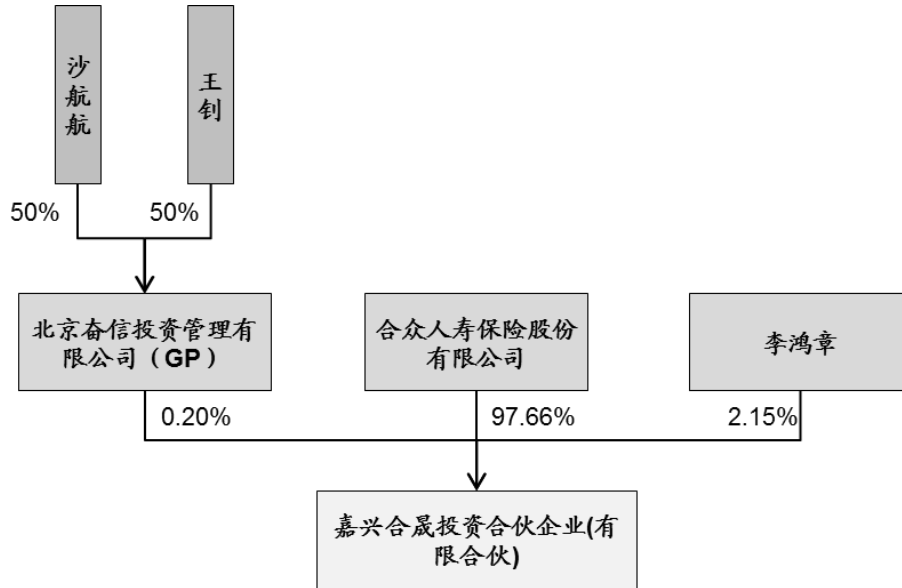 沙航航
王钊
50%
50%
北京奋信投资管理有
限公司（GP）
合众人寿保险股份
有限公司
李鸿章
0.20%
97.66%
2.15%
嘉兴合晟投资合伙企业(有
限合伙)